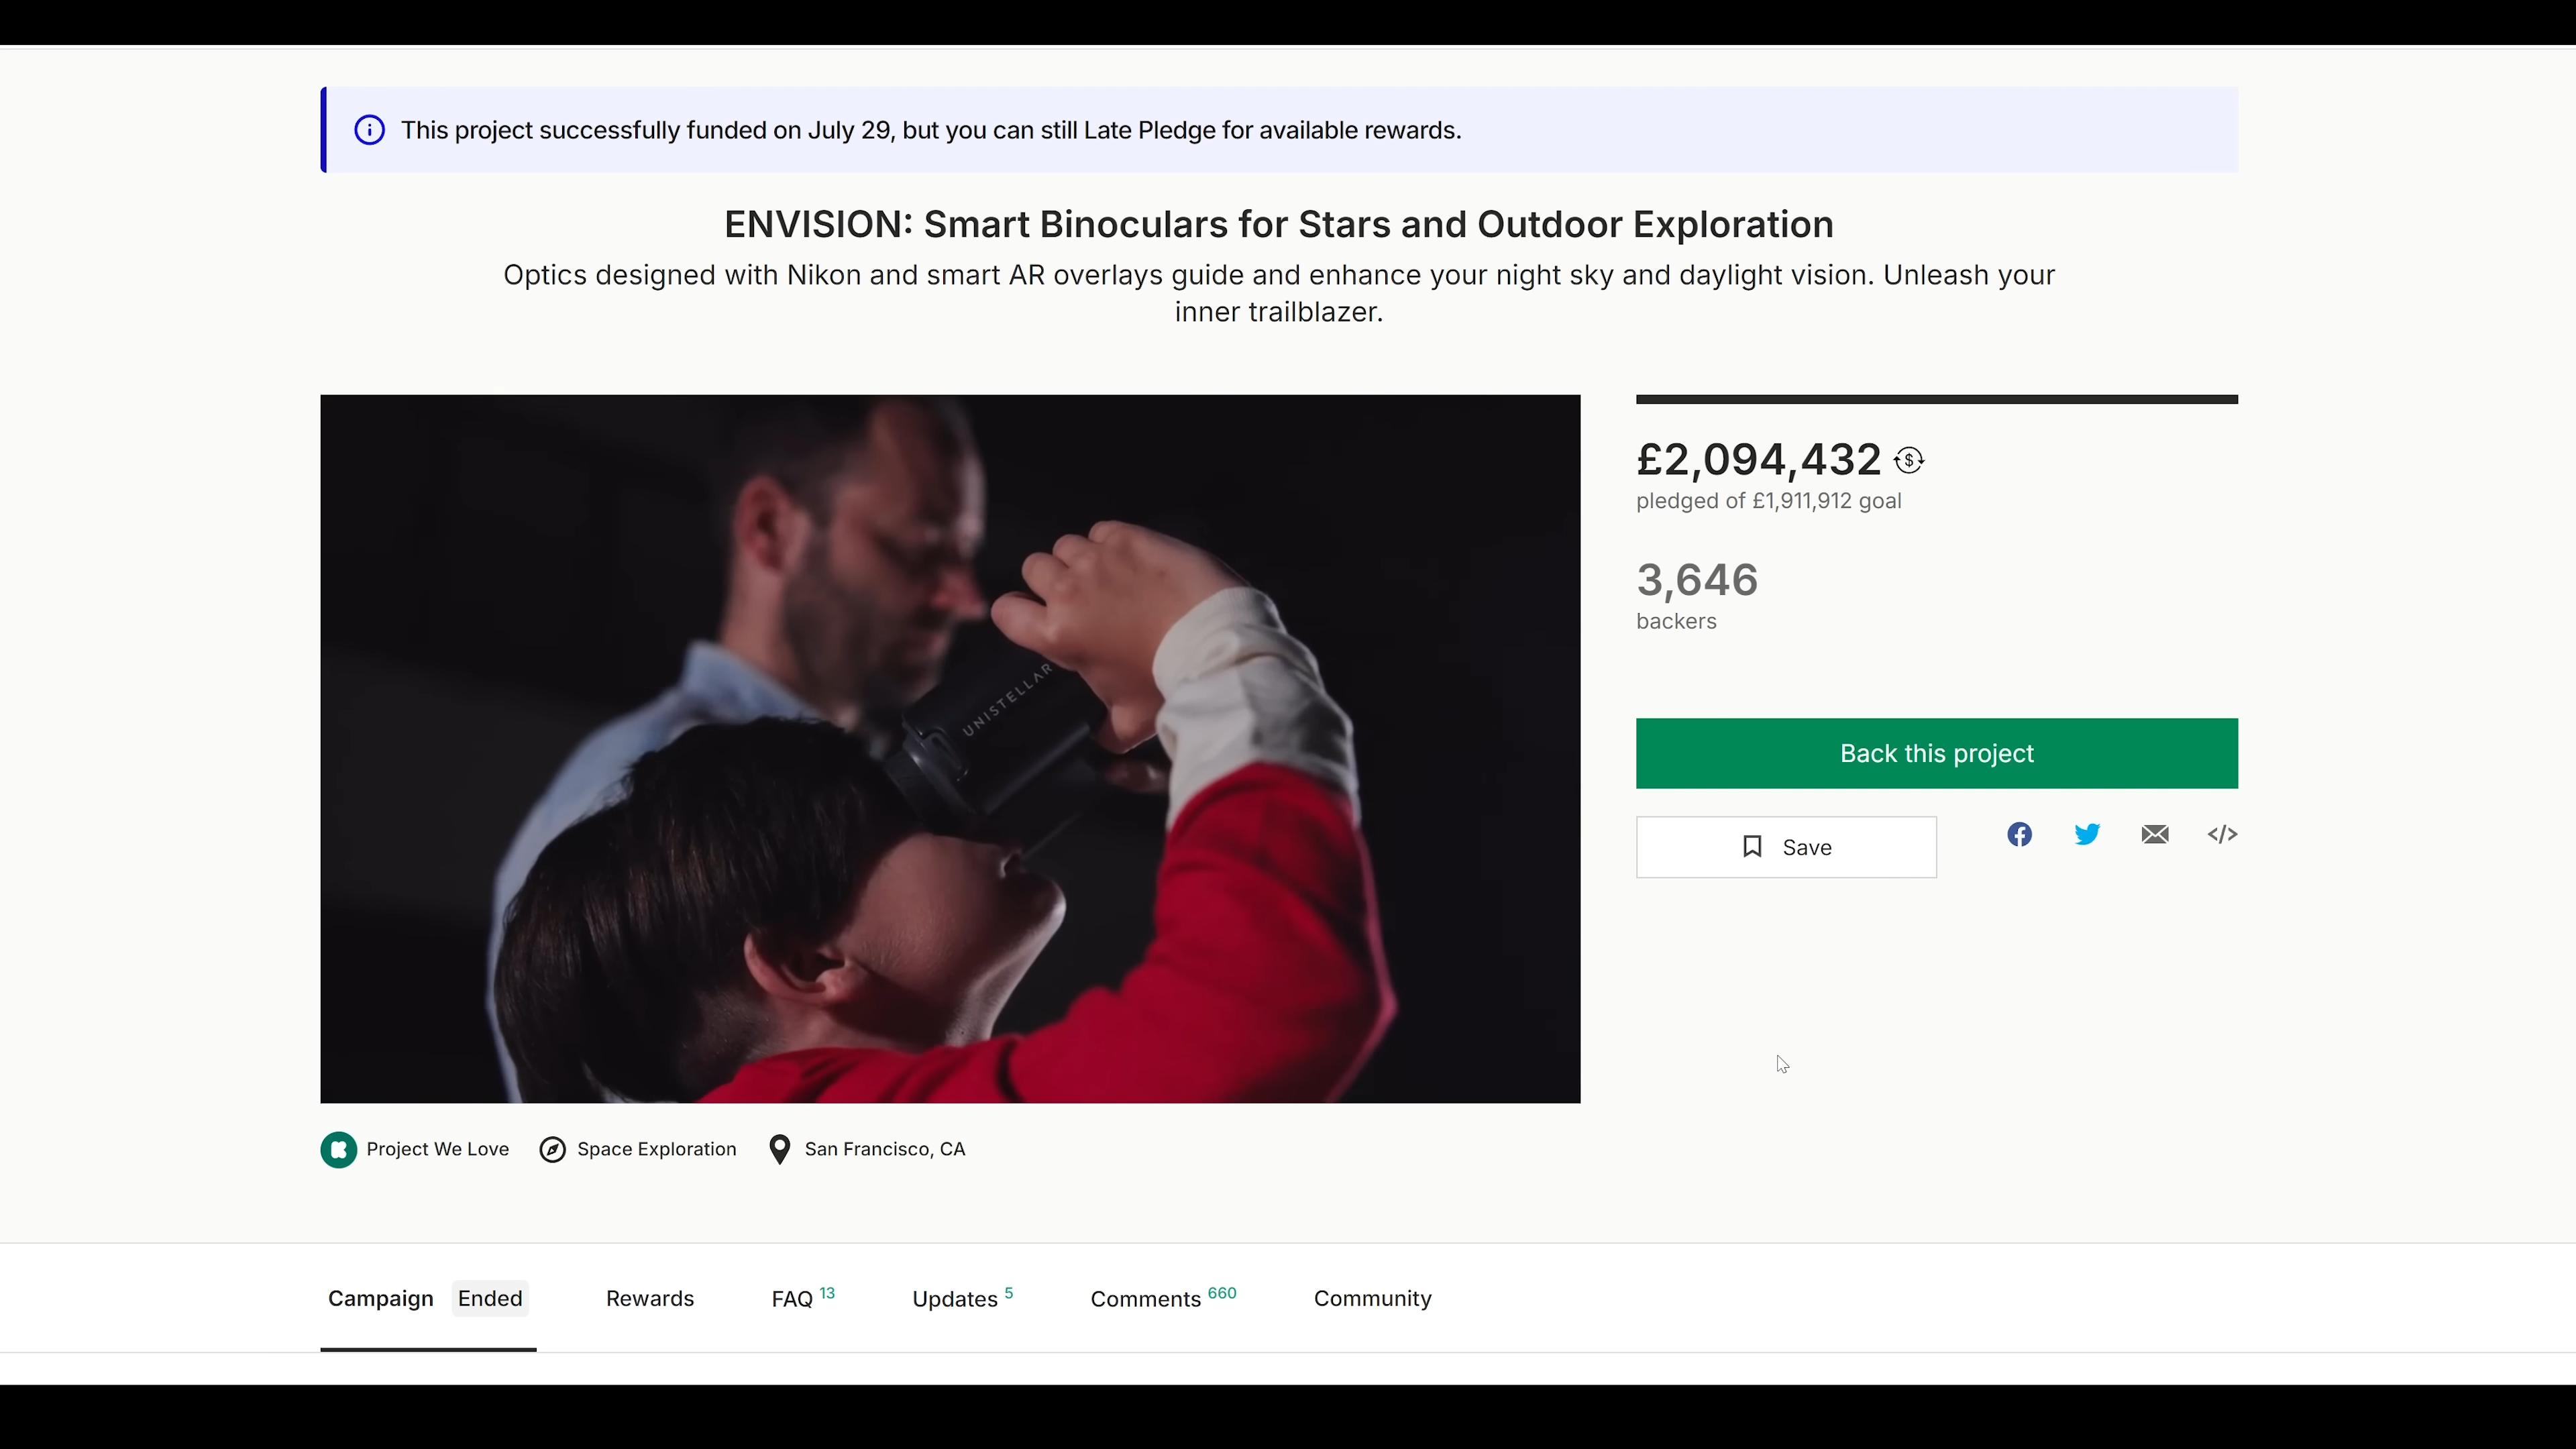 This project successfully funded on July 29, but you can still Late Pledge for available rewards.
ENVISION: Smart Binoculars for Stars and Outdoor Exploration
Optics designed with Nikon and smart AR overlays guide and enhance your night sky and daylight vision. Unleash your
inner trailblazer.
UNISTELLAR
£2,094,432
pledged of £1,911,912 goal
3,646
backers
Back this project
Save
Project We Love
Space Exploration
San Francisco, CA
Campaign Ended Rewards FAQ 13 Updates 5 Comments 660 Community